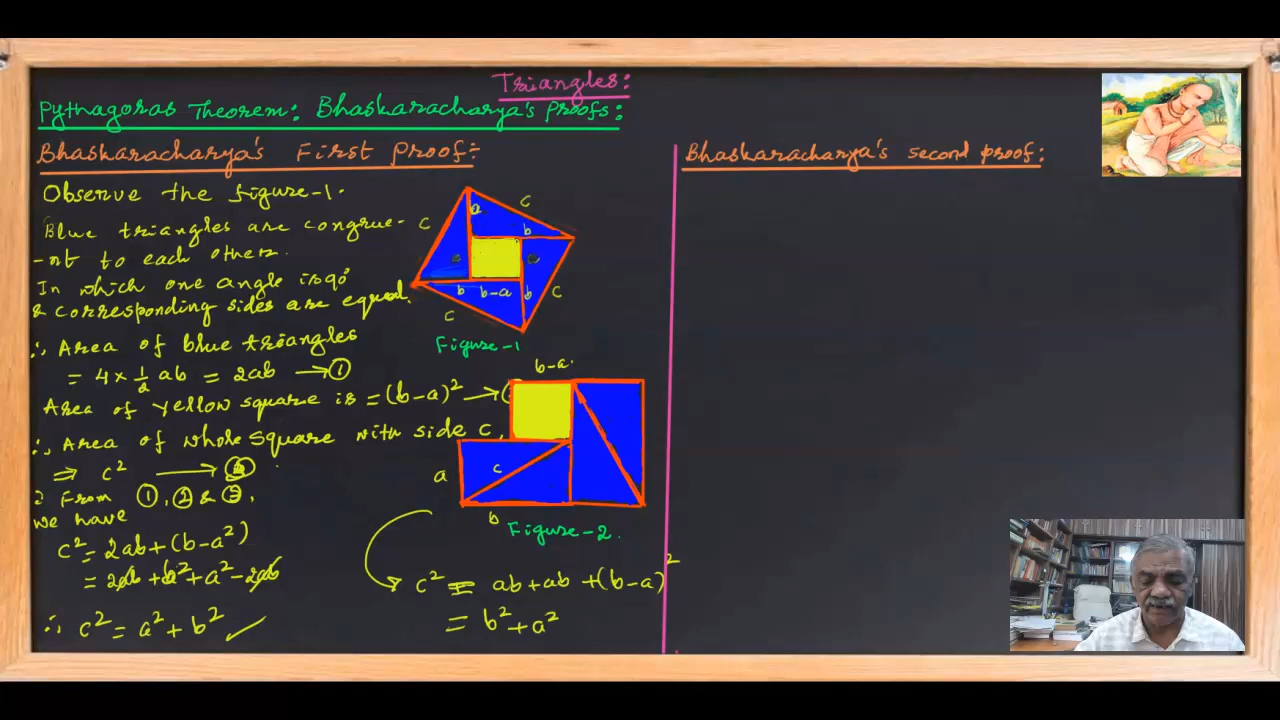 Triangles:
Pythagoras Theorem: Bhaskaracharya's Proofs:
Bhaskaracharya's First Proof:
Observe the figure-1.
Blue triangles are congrue-
-nt to each others.
In which one angle is 90°
& corresponding sides are equal.
∴ Area of blue triangles
= 4 × 1/2 ab = 2ab → ①
Area of yellow square is = (b-a)² →
∴ Area of whole square with side c,
⇒ c² → ③
∴ From ①, ② & ③,
we have
c² = 2ab + (b-a²)
= 2ab + b² + a² - 2ab
∴ c² = a² + b² ✓
a
c
b
c
b
b-a
b
c
c
Figure-1
b-a.
c
a
b
Figure-2.
c² = ab + ab + (b-a)²
= b² + a²
Bhaskaracharya's second proof: